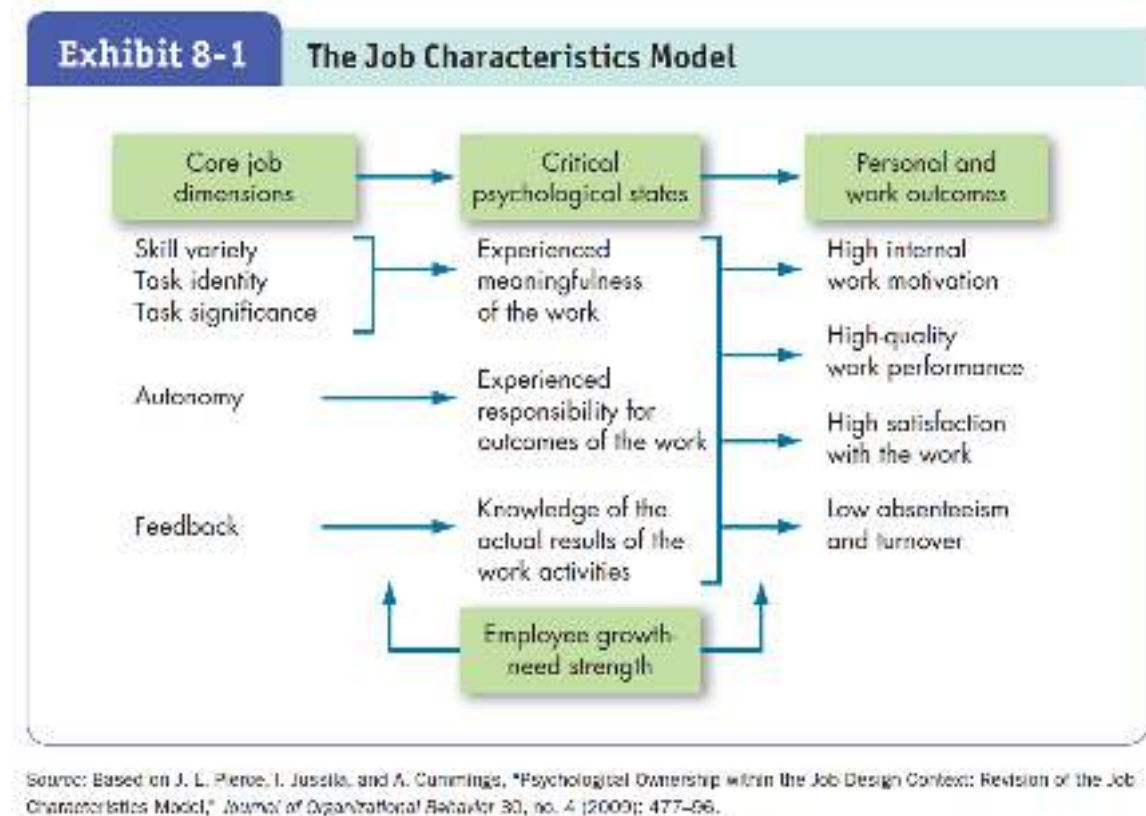 Exhibit 8-1
The Job Characteristics Model
Core job
dimensions
Critical
psychological states
Personal and
work outcomes
Skill variety
Task identity
Task significance
Experienced
meaningfulness
of the work
High internal
work motivation
High-quality
work performance
Autonomy
Experienced
responsibility for
outcomes of the work
High satisfaction
with the work
Feedback
Knowledge of the
actual results of the
work activities
Low absenteeism
and turnover
Employee growth-
need strength
Source: Based on J. L. Pierce, I. Jussila, and A. Cummings, "Psychological Ownership within the Job Design Context: Revision of the Job
Characteristics Model," Journal of Organizational Behavior 30, no. 4 (2009): 477–96.